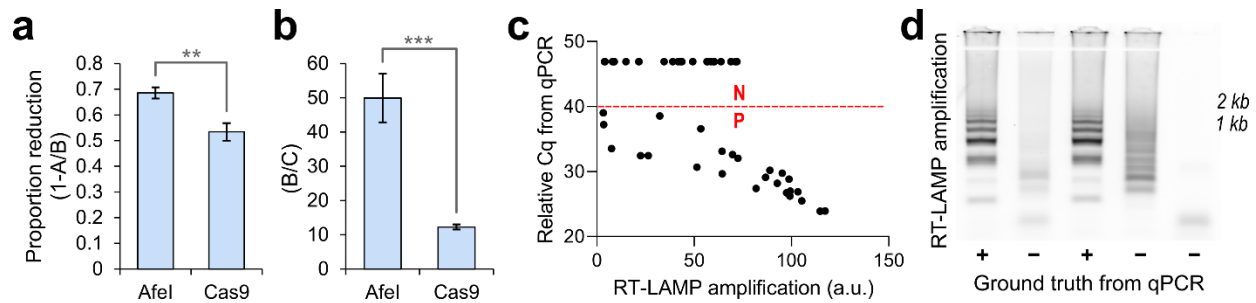 a
Proportion reduction
(1-A/B)
0.8
0.7
0.6
0.5
0.4
0.3
0.2
0.1
0
**
AfeI
Cas9
b
(B/C)
60
50
40
30
20
10
0
***
AfeI
Cas9
c
Relative Cq from qPCR
50
40
30
20
N
P
0
50
100
150
RT-LAMP amplification (a.u.)
d
RT-LAMP amplification
2 kb
1 kb
+ − + − −
Ground truth from qPCR